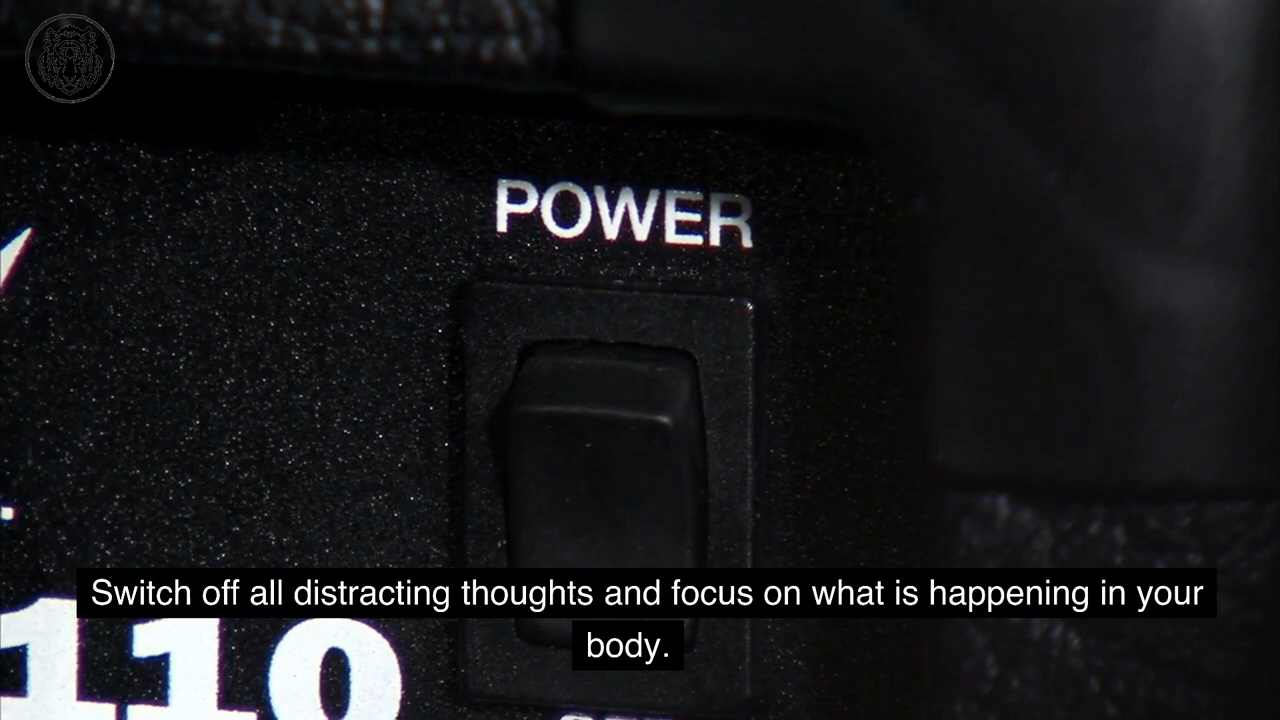 POWER
Switch off all distracting thoughts and focus on what is happening in your
body.
110